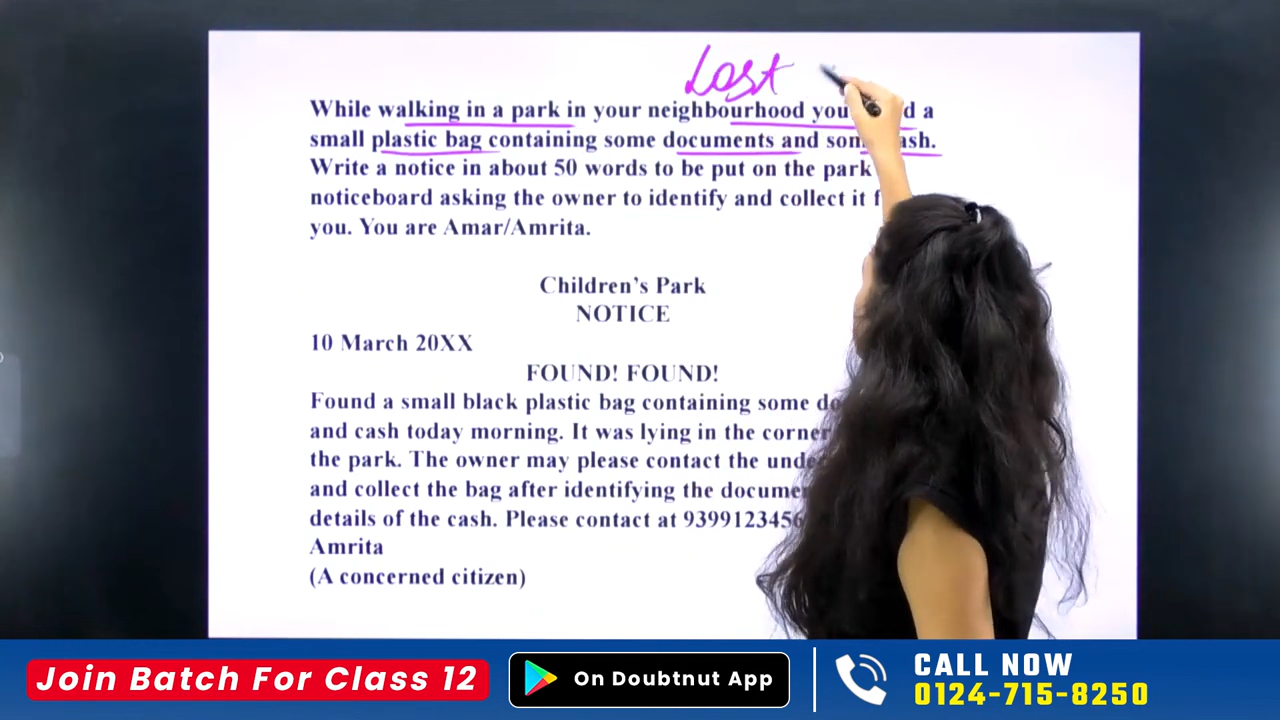 Lost
While walking in a park in your neighbourhood you a
small plastic bag containing some documents and cash.
Write a notice in about 50 words to be put on the park
noticeboard asking the owner to identify and collect it
you. You are Amar/Amrita.
Children's Park
NOTICE
10 March 20XX
FOUND! FOUND!
Found a small black plastic bag containing some
and cash today morning. It was lying in the corner
the park. The owner may please contact the
and collect the bag after identifying the
details of the cash. Please contact at 9399123456
Amrita
(A concerned citizen)
Join Batch For Class 12
On Doubtnut App
CALL NOW
0124-715-8250